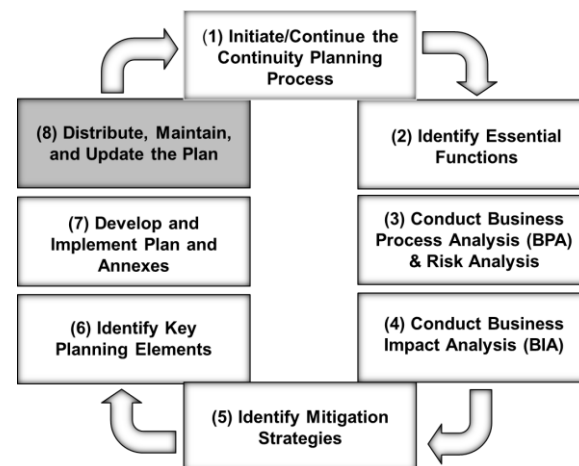 (1) Initiate/Continue the
Continuity Planning
Process
(2) Identify Essential
Functions
(3) Conduct Business
Process Analysis (BPA)
& Risk Analysis
(4) Conduct Business
Impact Analysis (BIA)
(5) Identify Mitigation
Strategies
(6) Identify Key
Planning Elements
(7) Develop and
Implement Plan and
Annexes
(8) Distribute, Maintain,
and Update the Plan